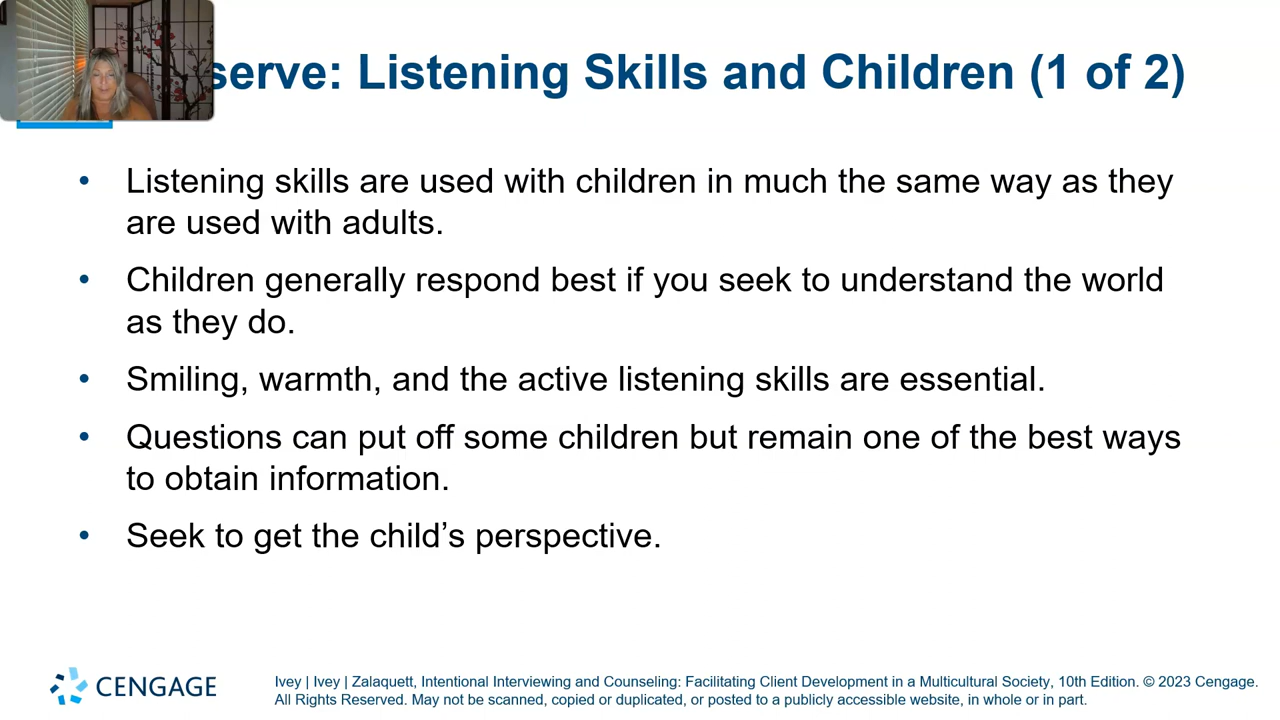 serve: Listening Skills and Children (1 of 2)
• Listening skills are used with children in much the same way as they
are used with adults.
• Children generally respond best if you seek to understand the world
as they do.
• Smiling, warmth, and the active listening skills are essential.
• Questions can put off some children but remain one of the best ways
to obtain information.
• Seek to get the child’s perspective.
CENGAGE
Ivey | Ivey | Zalaquett, Intentional Interviewing and Counseling: Facilitating Client Development in a Multicultural Society, 10th Edition. © 2023 Cengage.
All Rights Reserved. May not be scanned, copied or duplicated, or posted to a publicly accessible website, in whole or in part.